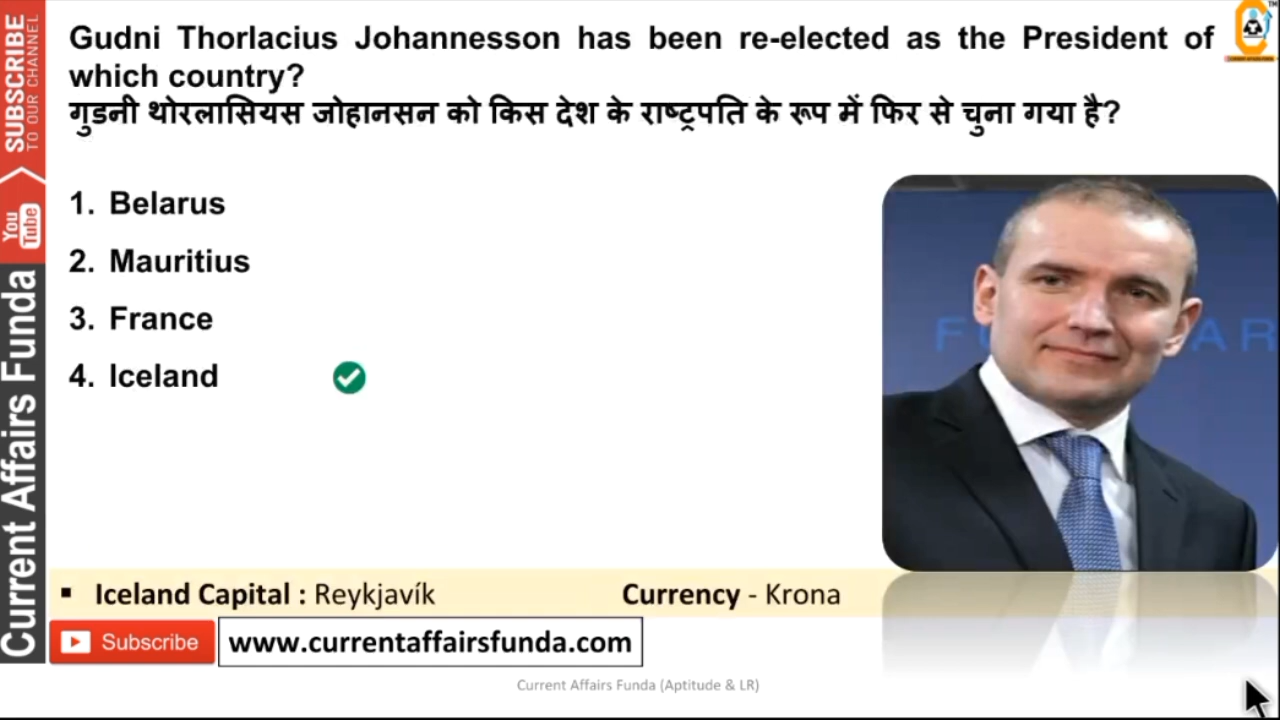 Gudni Thorlacius Johannesson has been re-elected as the President of
which country?
गुडनी थोरलासियस जोहानसन को किस देश के राष्ट्रपति के रूप में फिर से चुना गया है?
1. Belarus
2. Mauritius
3. France
4. Iceland
▪ Iceland Capital : Reykjavík Currency - Krona
Subscribe www.currentaffairsfunda.com
Current Affairs Funda (Aptitude & LR)
SUBSCRIBE
TO OUR CHANNEL
You
Tube
Current Affairs Funda